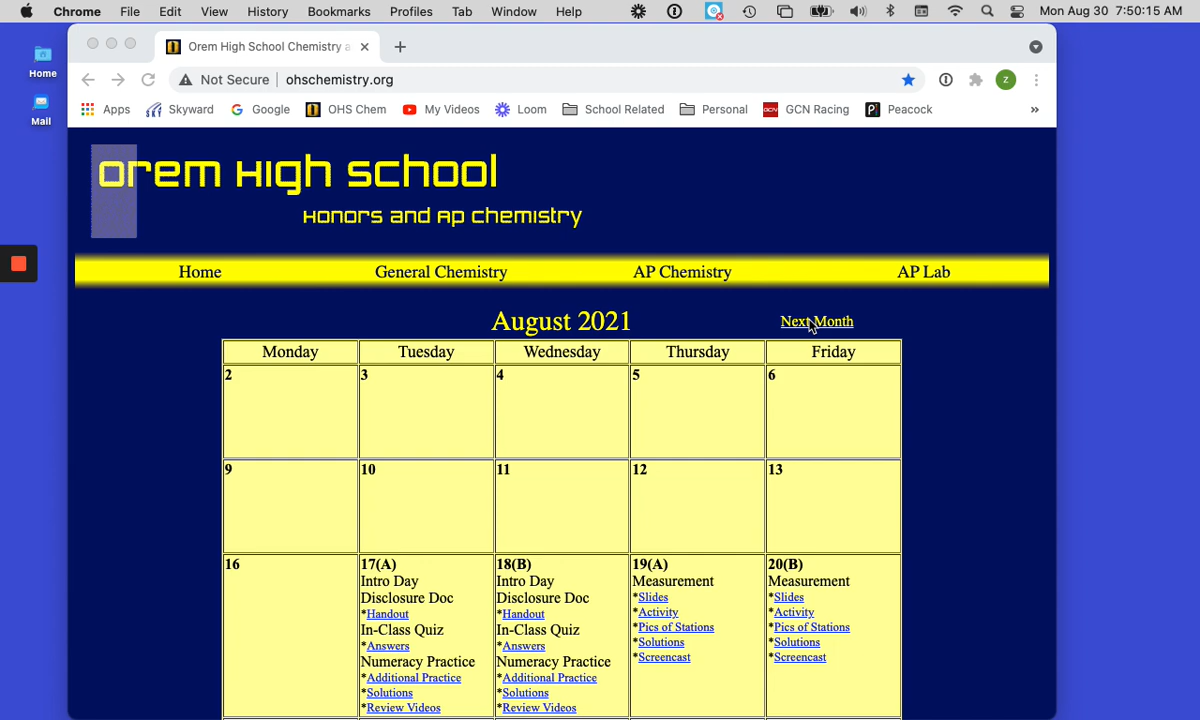 Chrome File Edit View History Bookmarks Profiles Tab Window Help Mon Aug 30 7:50:15 AM
Home
Mail
Orem High School Chemistry a
Not Secure ohschemistry.org
Z
Apps Skyward Google OHS Chem My Videos Loom School Related Personal GCN Racing Peacock »
Orem High School
Honors and AP Chemistry
Home General Chemistry AP Chemistry AP Lab
August 2021 Next Month
Monday Tuesday Wednesday Thursday Friday
2 3 4 5 6
9 10 11 12 13
16 17(A) 18(B) 19(A) 20(B)
Intro Day Intro Day Measurement Measurement
Disclosure Doc Disclosure Doc *Slides *Slides
*Handout *Handout *Activity *Activity
In-Class Quiz In-Class Quiz *Pics of Stations *Pics of Stations
*Answers *Answers *Solutions *Solutions
Numeracy Practice Numeracy Practice *Screencast *Screencast
*Additional Practice *Additional Practice
*Solutions *Solutions
*Review Videos *Review Videos